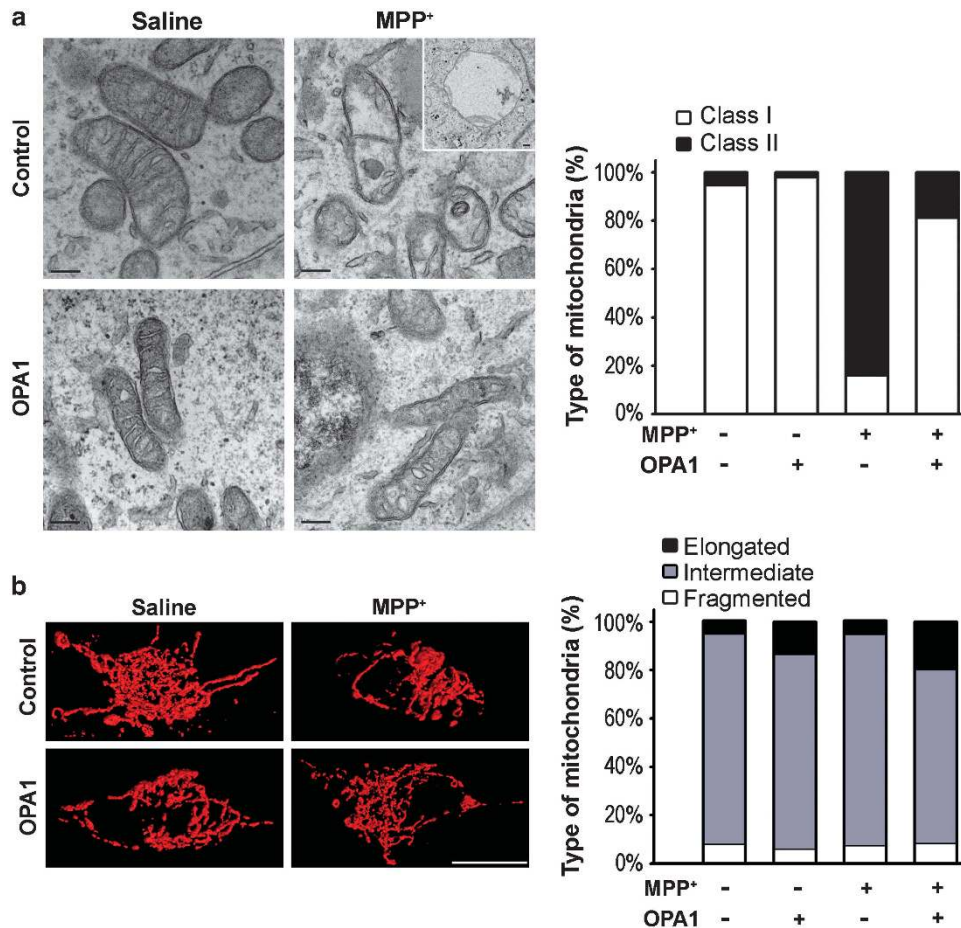 a
Saline
MPP⁺
Control
OPA1
Class I
Class II
Type of mitochondria (%)
100%
80%
60%
40%
20%
0%
MPP⁺ - - + +
OPA1 - + - +
b
Saline
MPP⁺
Control
OPA1
Elongated
Intermediate
Fragmented
Type of mitochondria (%)
100%
80%
60%
40%
20%
0%
MPP⁺ - - + +
OPA1 - + - +